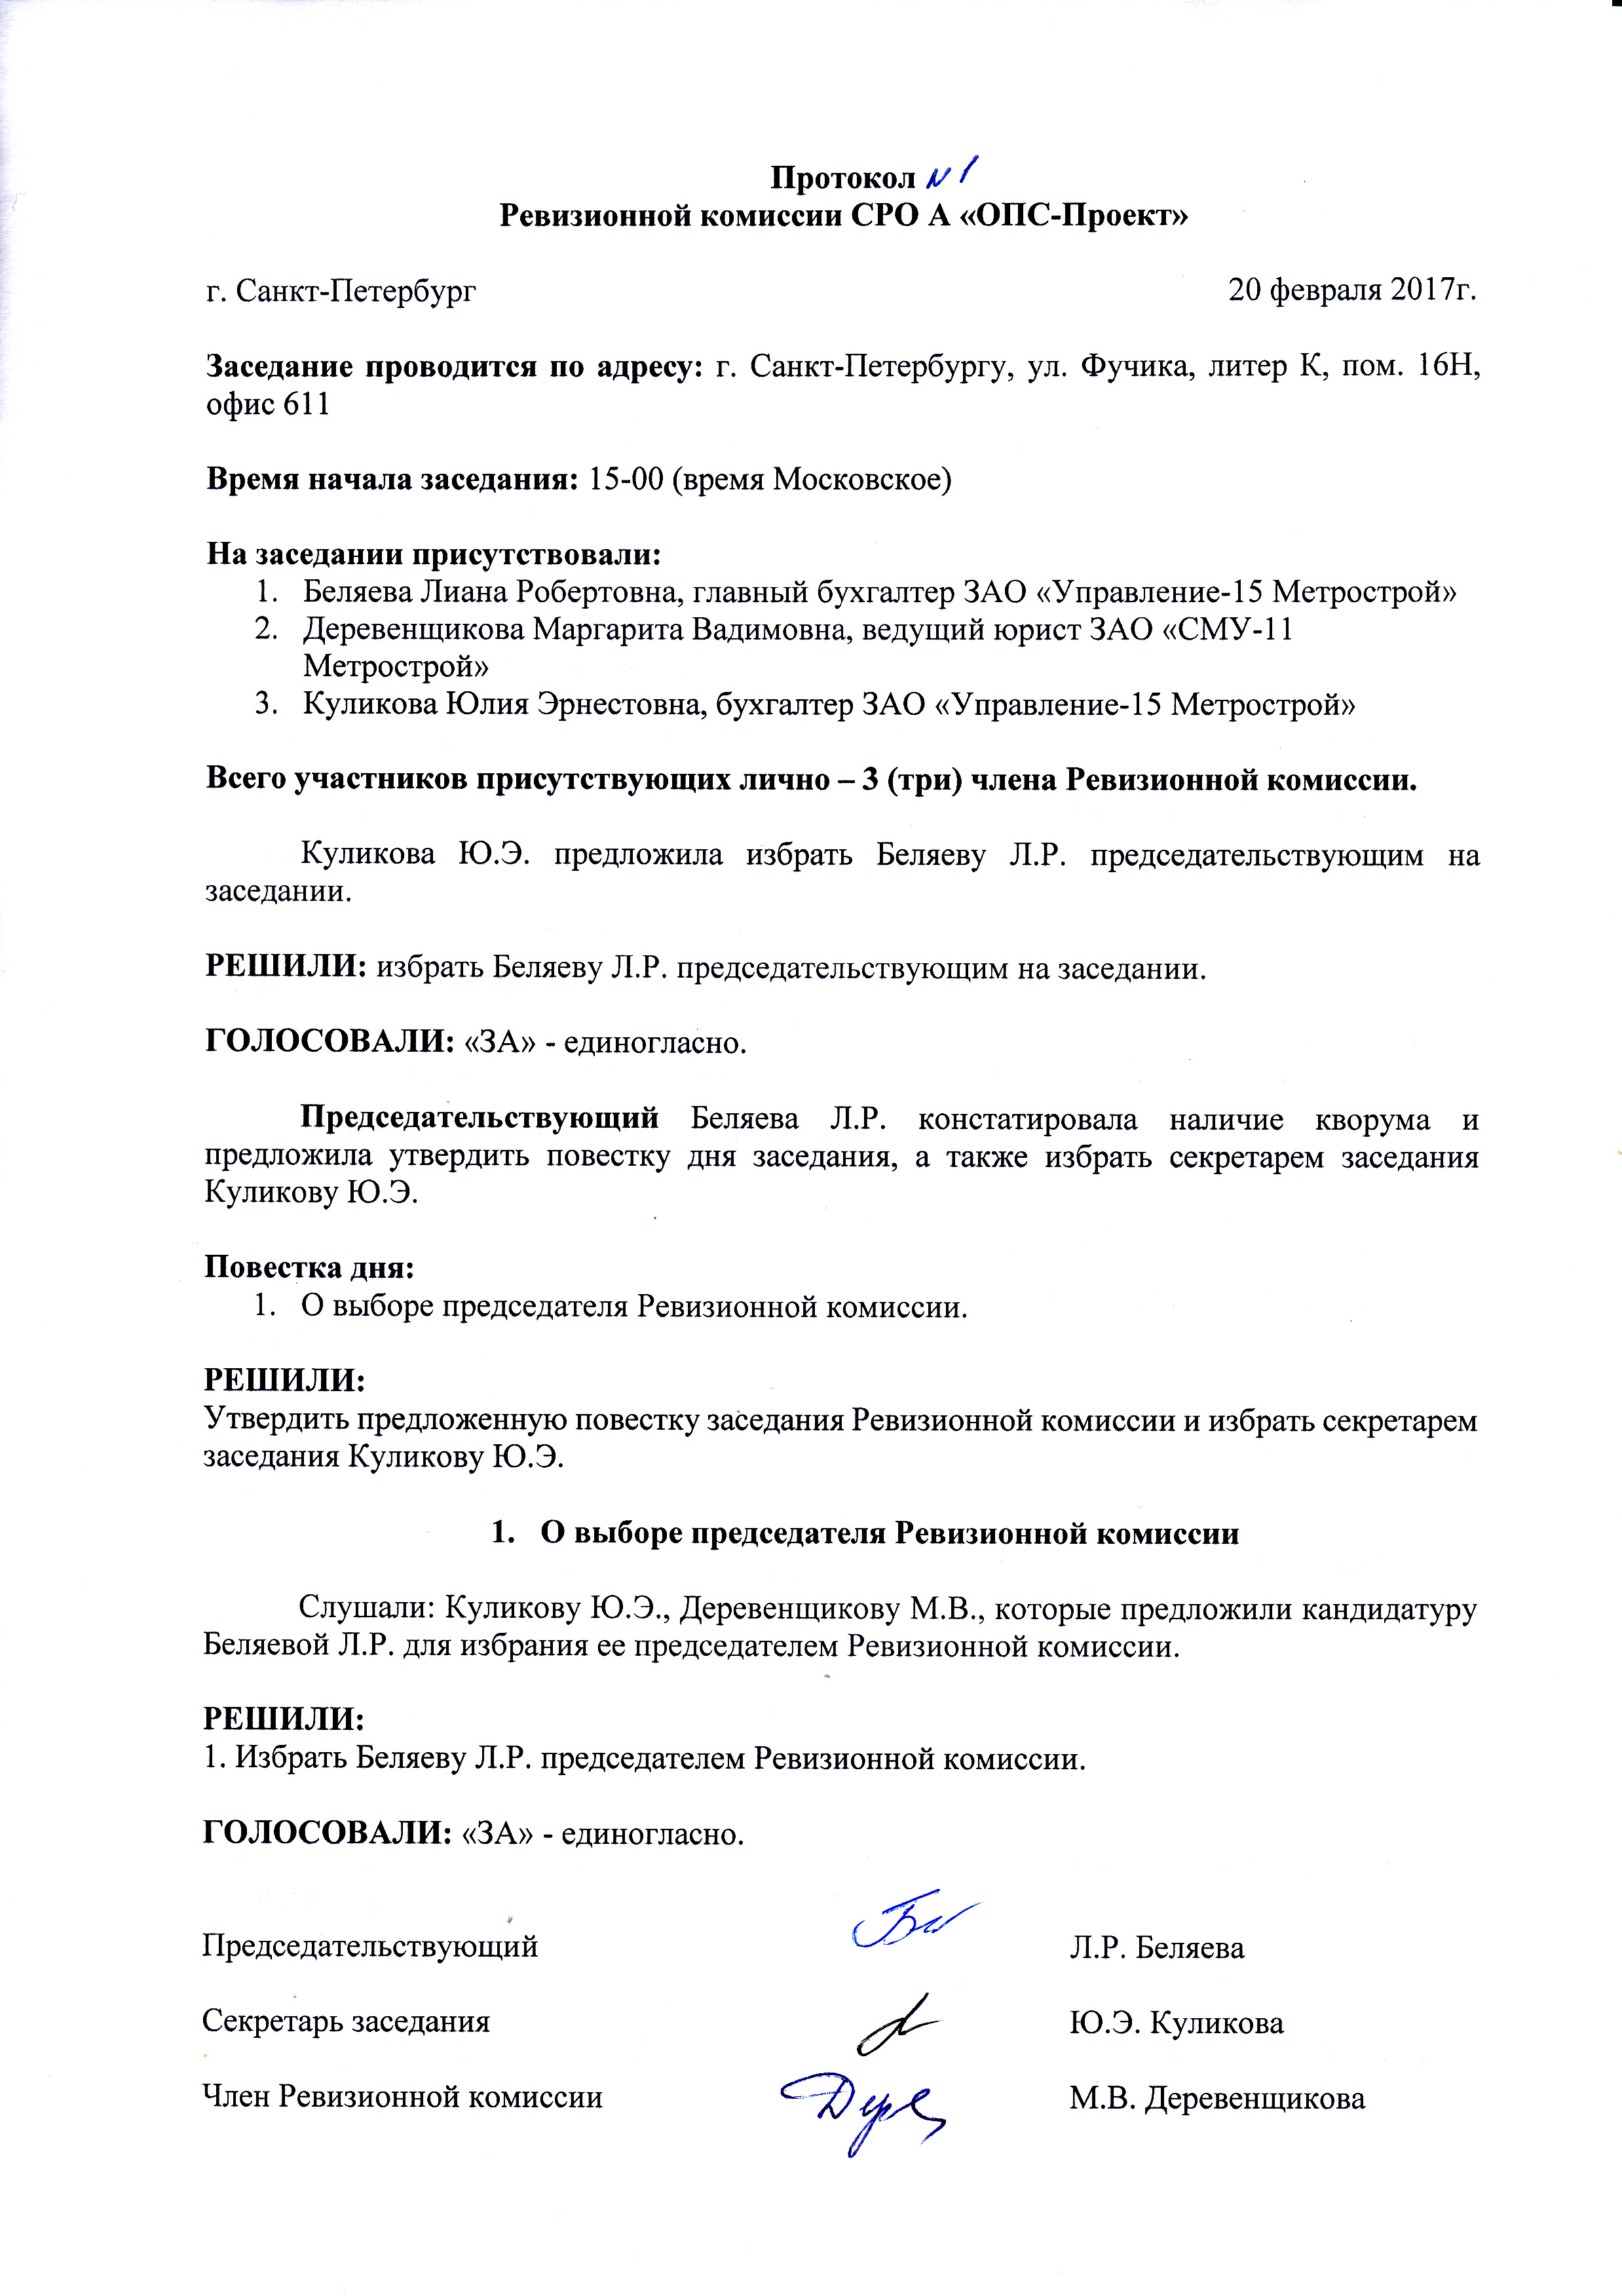 Протокол N 1
Ревизионной комиссии СРО А «ОПС-Проект»
г. Санкт-Петербург 20 февраля 2017г.
Заседание проводится по адресу: г. Санкт-Петербургу, ул. Фучика, литер К, пом. 16Н,
офис 611
Время начала заседания: 15-00 (время Московское)
На заседании присутствовали:
1. Беляева Лиана Робертовна, главный бухгалтер ЗАО «Управление-15 Метрострой»
2. Деревенщикова Маргарита Вадимовна, ведущий юрист ЗАО «СМУ-11
Метрострой»
3. Куликова Юлия Эрнестовна, бухгалтер ЗАО «Управление-15 Метрострой»
Всего участников присутствующих лично – 3 (три) члена Ревизионной комиссии.
Куликова Ю.Э. предложила избрать Беляеву Л.Р. председательствующим на
заседании.
РЕШИЛИ: избрать Беляеву Л.Р. председательствующим на заседании.
ГОЛОСОВАЛИ: «ЗА» - единогласно.
Председательствующий Беляева Л.Р. констатировала наличие кворума и
предложила утвердить повестку дня заседания, а также избрать секретарем заседания
Куликову Ю.Э.
Повестка дня:
1. О выборе председателя Ревизионной комиссии.
РЕШИЛИ:
Утвердить предложенную повестку заседания Ревизионной комиссии и избрать секретарем
заседания Куликову Ю.Э.
1. О выборе председателя Ревизионной комиссии
Слушали: Куликову Ю.Э., Деревенщикову М.В., которые предложили кандидатуру
Беляевой Л.Р. для избрания ее председателем Ревизионной комиссии.
РЕШИЛИ:
1. Избрать Беляеву Л.Р. председателем Ревизионной комиссии.
ГОЛОСОВАЛИ: «ЗА» - единогласно.
Председательствующий Л.Р. Беляева
Секретарь заседания Ю.Э. Куликова
Член Ревизионной комиссии М.В. Деревенщикова